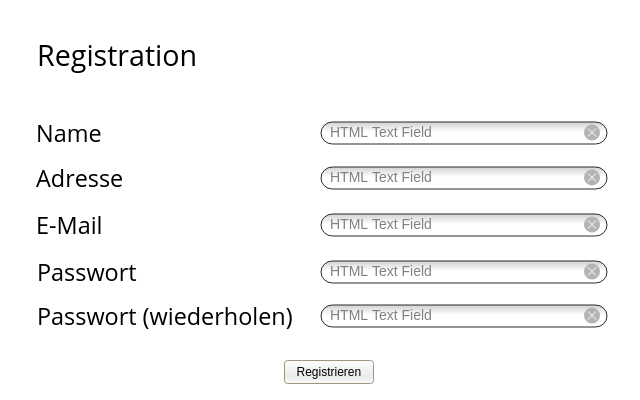 Registration
Name HTML Text Field
Adresse HTML Text Field
E-Mail HTML Text Field
Passwort HTML Text Field
Passwort (wiederholen) HTML Text Field
Registrieren